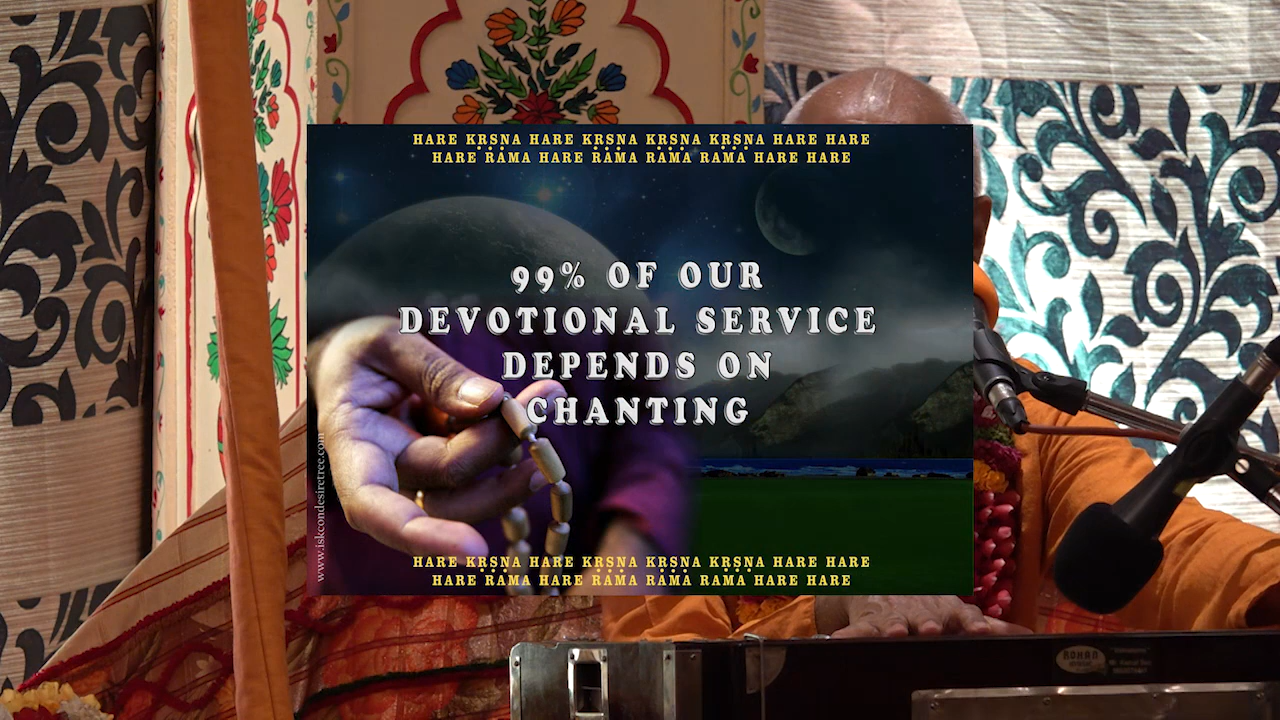 HARE KṚṢṆA HARE KṚṢṆA KṚṢṆA KṚṢṆA HARE HARE
HARE RĀMA HARE RĀMA RĀMA RAMA HARE HARE
99% OF OUR
DEVOTIONAL SERVICE
DEPENDS ON
CHANTING
www.iskcondesiretree.com
HARE KṚṢṆA HARE KṚṢṆA KṚṢṆA KṚṢṆA HARE HARE
HARE RĀMA HARE RĀMA RĀMA RAMA HARE HARE